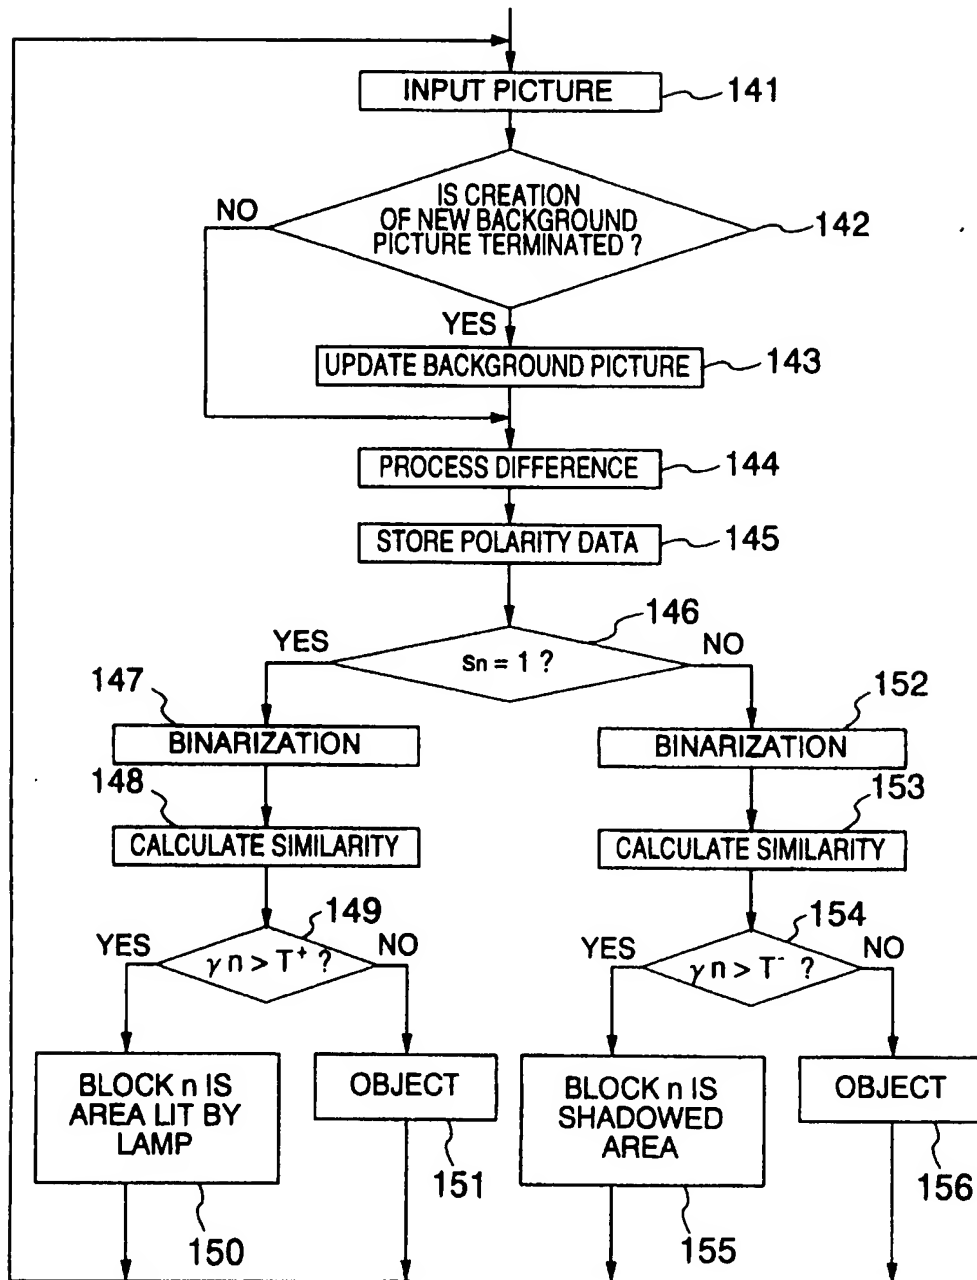 INPUT PICTURE
141
IS CREATION
OF NEW BACKGROUND
PICTURE TERMINATED ?
142
NO
YES
UPDATE BACKGROUND PICTURE
143
PROCESS DIFFERENCE
144
STORE POLARITY DATA
145
146
YES
sn = 1 ?
NO
147
BINARIZATION
152
BINARIZATION
148
CALCULATE SIMILARITY
153
CALCULATE SIMILARITY
149
YES
γ n > T⁺ ?
NO
154
YES
γ n > T⁻ ?
NO
BLOCK n IS
AREA LIT BY
LAMP
150
OBJECT
151
BLOCK n IS
SHADOWED
AREA
155
OBJECT
156